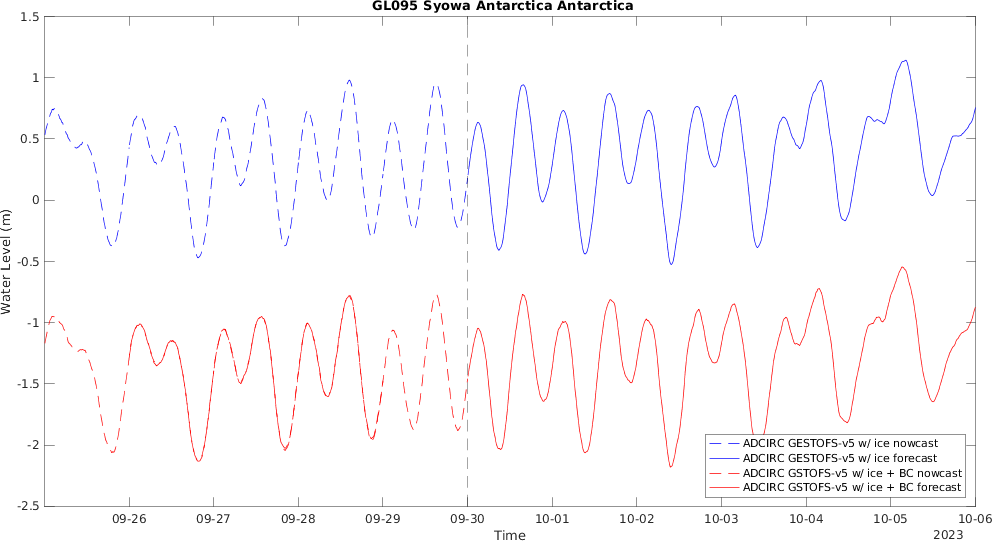 GL095 Syowa Antarctica Antarctica
1.5
1
0.5
0
-0.5
-1
-1.5
-2
-2.5
Water Level (m)
ADCIRC GESTOFS-v5 w/ ice nowcast
ADCIRC GESTOFS-v5 w/ ice forecast
ADCIRC GSTOFS-v5 w/ ice + BC nowcast
ADCIRC GSTOFS-v5 w/ ice + BC forecast
09-26 09-27 09-28 09-29 09-30 10-01 10-02 10-03 10-04 10-05 10-06
Time
2023